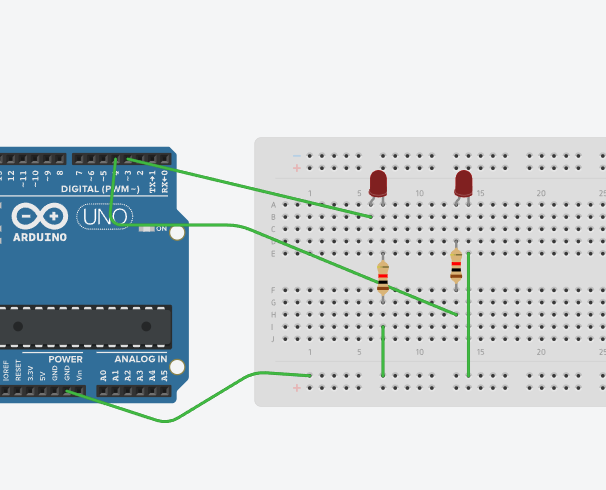 12
~11
~10
~9
8
7
~6
~5
4
~3
2
TX→1
RX←0
DIGITAL (PWM~)
UNO
ARDUINO
ON
IOREF
RESET
3.3V
5V
GND
GND
Vin
POWER
ANALOG IN
A0
A1
A2
A3
A4
A5
−
+
1
5
10
15
20
25
A
B
C
D
E
F
G
H
I
J
1
5
10
15
20
25
−
+